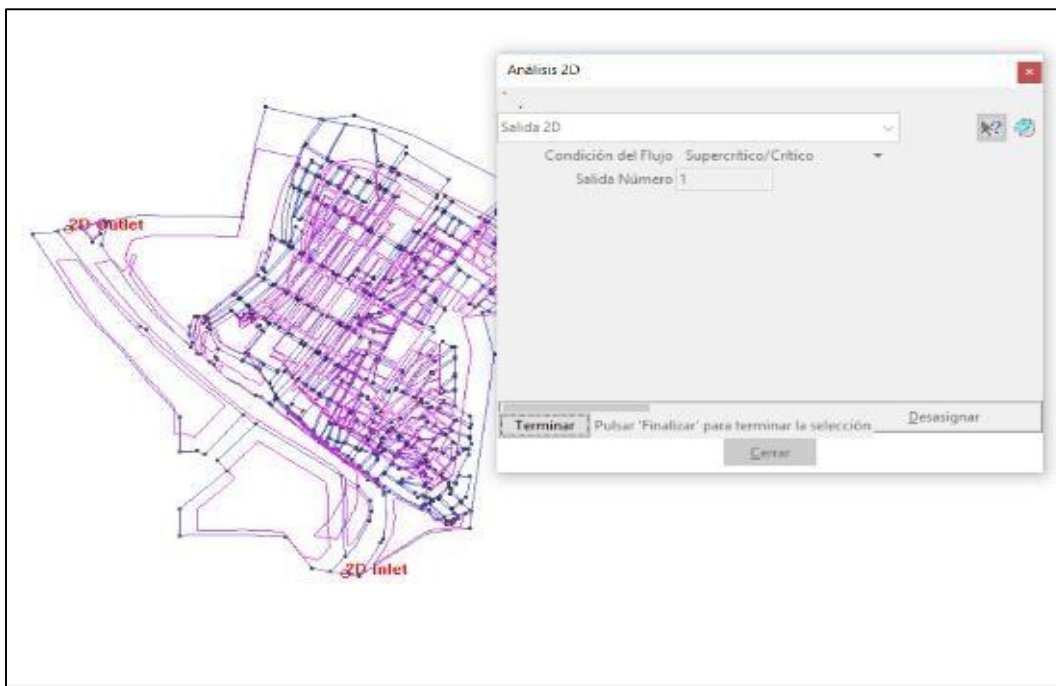 Análisis 2D
Salida 2D
Condición del Flujo Supercrítico/Crítico
Salida Número 1
2D Outlet
Terminar Pulsar 'Finalizar' para terminar la selección Desasignar
Cerrar
2D Inlet